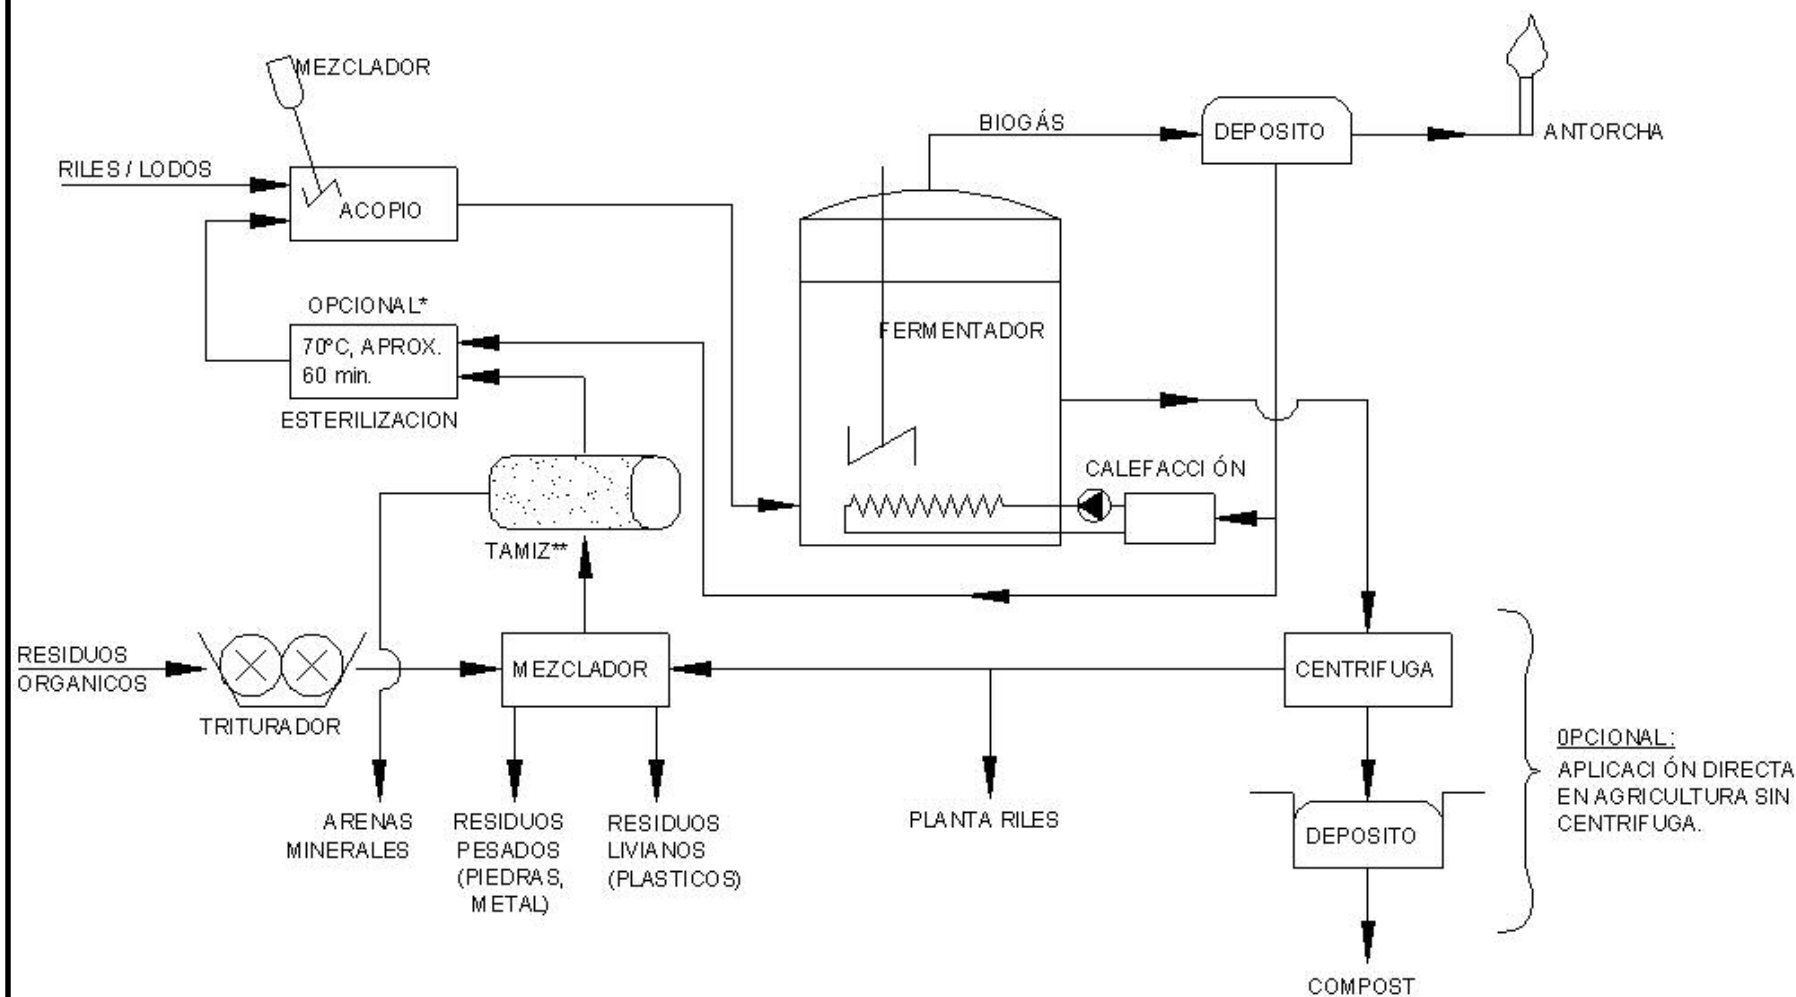 MEZCLADOR
BIOGÁS
DEPOSITO
ANTORCHA
RILES / LODOS
ACOPIO
OPCIONAL*
70°C, APROX.
60 min.
ESTERILIZACION
FERMENTADOR
CALEFACCIÓN
TAMIZ**
RESIDUOS
ORGANICOS
TRITURADOR
MEZCLADOR
CENTRIFUGA
ARENAS
MINERALES
RESIDUOS
PESADOS
(PIEDRAS,
METAL)
RESIDUOS
LIVIANOS
(PLASTICOS)
PLANTA RILES
DEPOSITO
COMPOST
OPCIONAL:
APLICACIÓN DIRECTA
EN AGRICULTURA SIN
CENTRIFUGA.